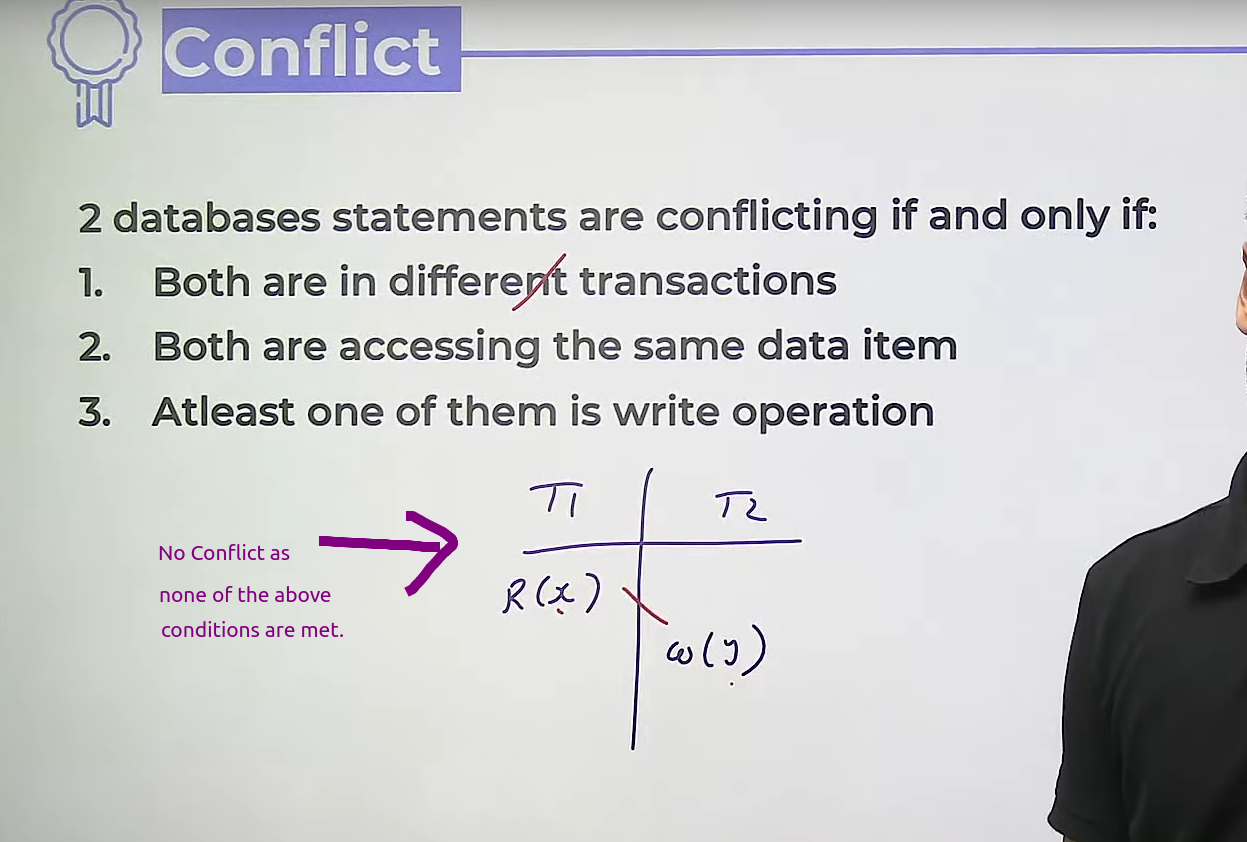 Conflict
2 databases statements are conflicting if and only if:
1. Both are in different transactions
2. Both are accessing the same data item
3. Atleast one of them is write operation
T1 T2
No Conflict as
none of the above
conditions are met.
R(x)
W(y)